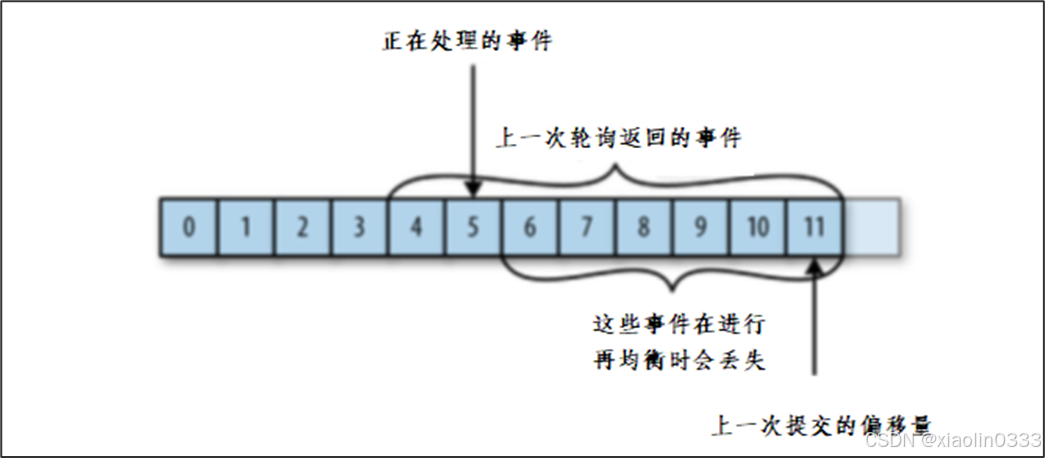 正在处理的事件
上一次轮询返回的事件
0 1 2 3 4 5 6 7 8 9 10 11
这些事件在进行
再均衡时会丢失
上一次提交的偏移量
CSDN @xiaolin0333